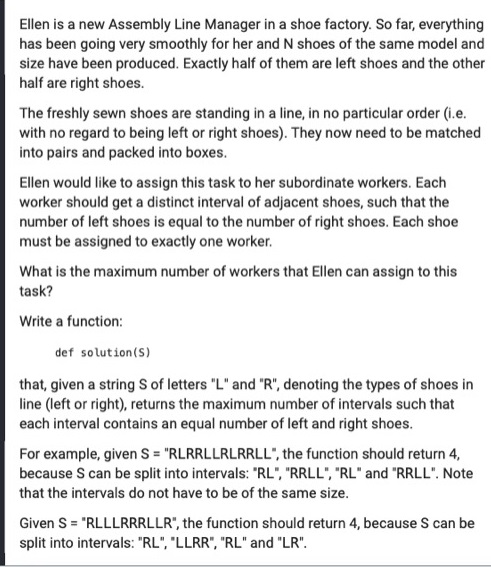 Ellen is a new Assembly Line Manager in a shoe factory. So far, everything
has been going very smoothly for her and N shoes of the same model and
size have been produced. Exactly half of them are left shoes and the other
half are right shoes.
The freshly sewn shoes are standing in a line, in no particular order (i.e.
with no regard to being left or right shoes). They now need to be matched
into pairs and packed into boxes.
Ellen would like to assign this task to her subordinate workers. Each
worker should get a distinct interval of adjacent shoes, such that the
number of left shoes is equal to the number of right shoes. Each shoe
must be assigned to exactly one worker.
What is the maximum number of workers that Ellen can assign to this
task?
Write a function:
def solution(S)
that, given a string S of letters "L" and "R", denoting the types of shoes in
line (left or right), returns the maximum number of intervals such that
each interval contains an equal number of left and right shoes.
For example, given S = "RLRRLLRLRRLL", the function should return 4,
because S can be split into intervals: "RL", "RRLL", "RL" and "RRLL". Note
that the intervals do not have to be of the same size.
Given S = "RLLLRRRLLR", the function should return 4, because S can be
split into intervals: "RL", "LLRR", "RL" and "LR".